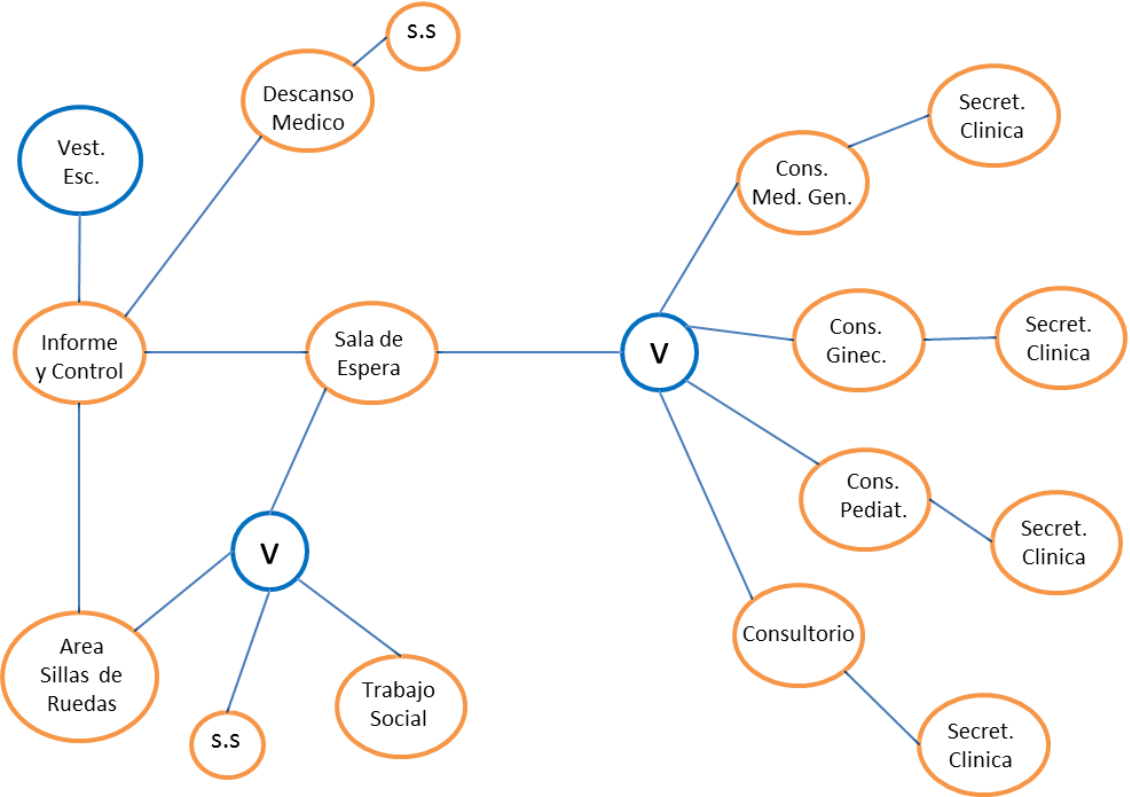 s.s
Descanso
Medico
Secret.
Clinica
Vest.
Esc.
Cons.
Med. Gen.
Informe
y Control
Sala de
Espera
V
Cons.
Ginec.
Secret.
Clinica
Cons.
Pediat.
Secret.
Clinica
V
Area
Sillas de
Ruedas
Trabajo
Social
s.s
Consultorio
Secret.
Clinica